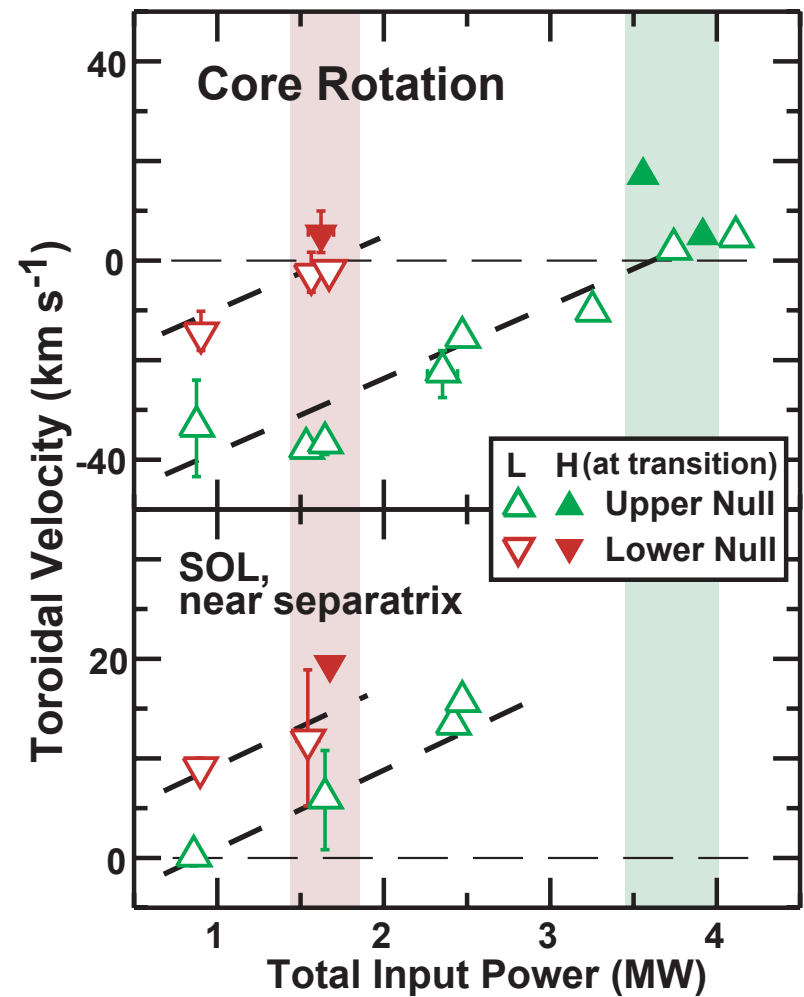 Core Rotation
40
0
-40
L H (at transition)
Upper Null
Lower Null
SOL,
near separatrix
20
0
Toroidal Velocity (km s-1)
1 2 3 4
Total Input Power (MW)